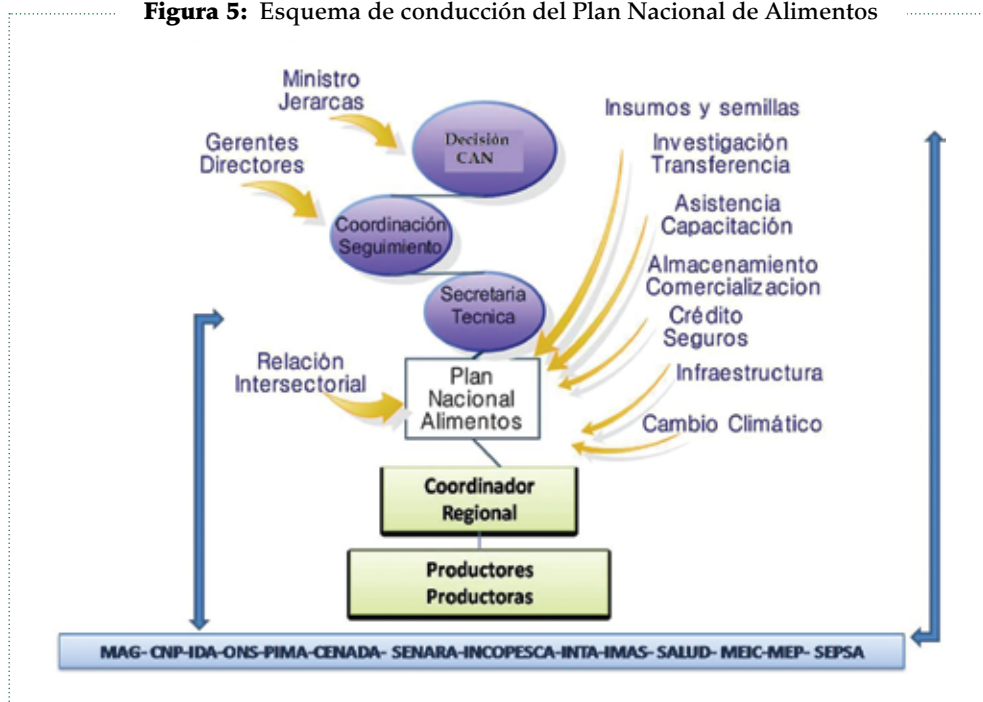 Figura 5: Esquema de conducción del Plan Nacional de Alimentos
Ministro
Jerarcas
Gerentes
Directores
Decisión
CAN
Coordinación
Seguimiento
Secretaria
Tecnica
Relación
Intersectorial
Plan
Nacional
Alimentos
Insumos y semillas
Investigación
Transferencia
Asistencia
Capacitación
Almacenamiento
Comercializacion
Crédito
Seguros
Infraestructura
Cambio Climático
Coordinador
Regional
Productores
Productoras
MAG- CNP-IDA-ONS-PIMA-CENADA- SENARA-INCOPESCA-INTA-IMAS- SALUD- MEIC-MEP- SEPSA